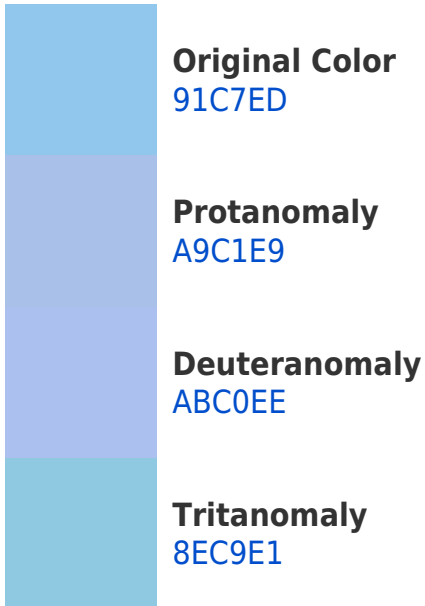 Original Color
91C7ED
Protanomaly
A9C1E9
Deuteranomaly
ABC0EE
Tritanomaly
8EC9E1